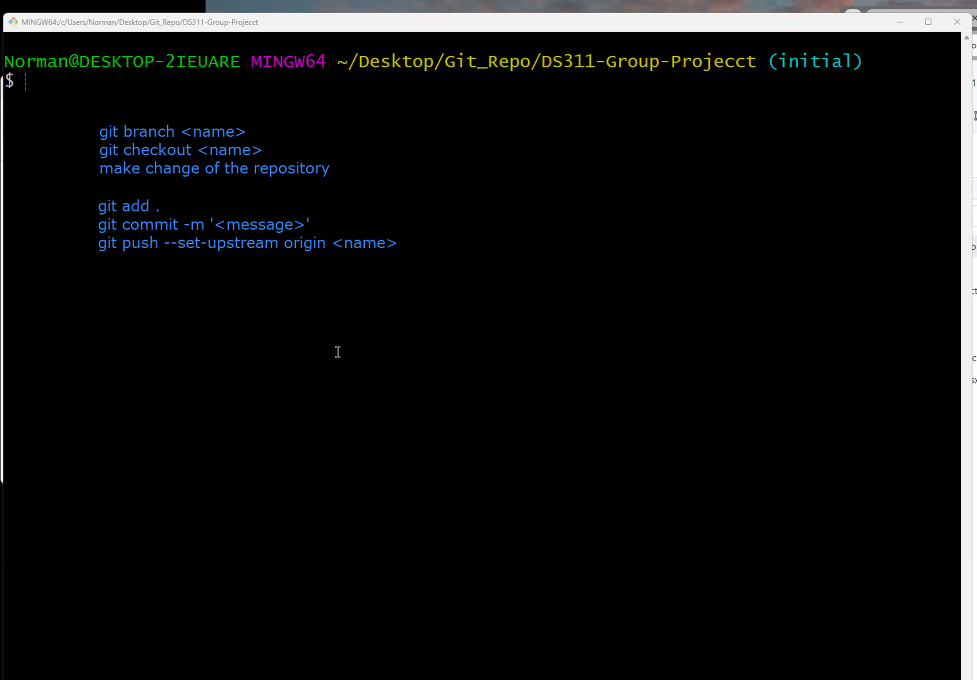 MINGW64:/c/Users/Norman/Desktop/Git_Repo/DS311-Group-Projecct
Norman@DESKTOP-2IEUARE MINGW64 ~/Desktop/Git_Repo/DS311-Group-Projecct (initial)
$
git branch <name>
git checkout <name>
make change of the repository
git add .
git commit -m '<message>'
git push --set-upstream origin <name>